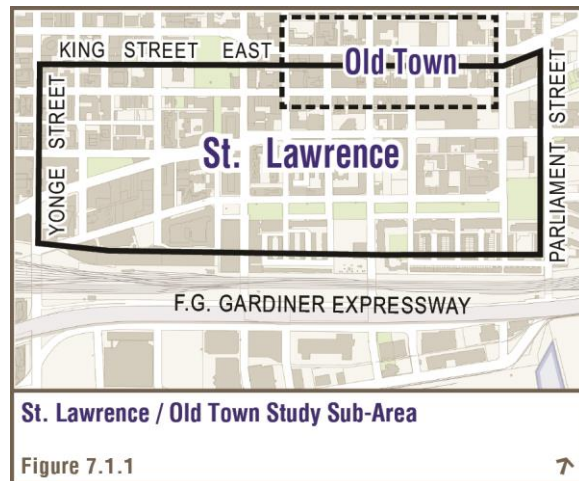 KING STREET EAST
Old Town
YONGE STREET
St. Lawrence
PARLIAMENT STREET
F.G. GARDINER EXPRESSWAY
St. Lawrence / Old Town Study Sub-Area
Figure 7.1.1